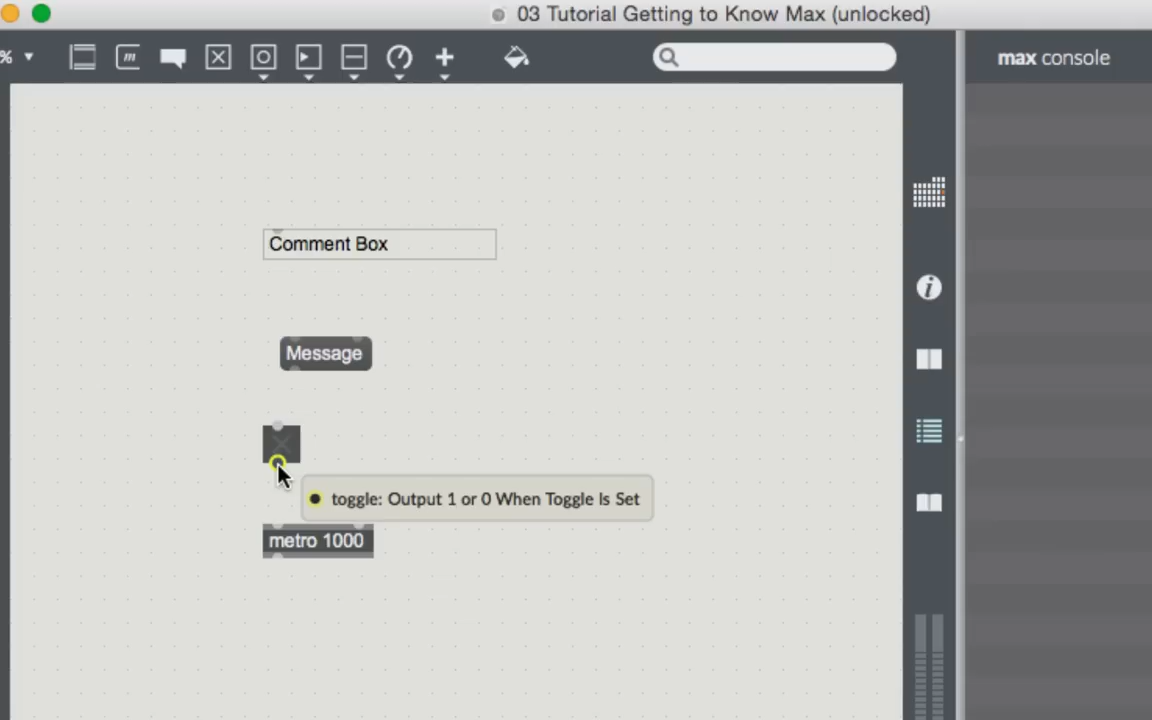 03 Tutorial Getting to Know Max (unlocked)
%
m
max console
i
Comment Box
Message
toggle: Output 1 or 0 When Toggle Is Set
metro 1000